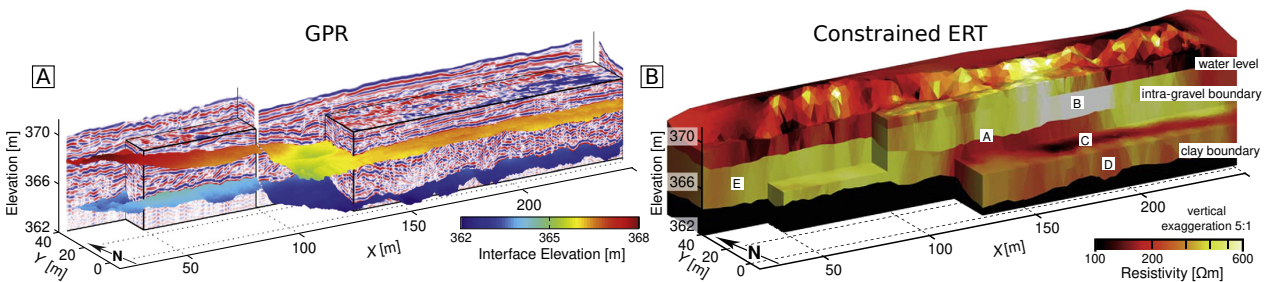 GPR
A
Elevation [m]
370
366
362
40
20
0
Y [m]
N
50
100
150
200
X [m]
362
365
368
Interface Elevation [m]
Constrained ERT
B
Elevation [m]
370
366
362
40
20
0
Y [m]
N
50
100
150
200
X [m]
water level
intra-gravel boundary
clay boundary
A
B
C
D
E
vertical
exaggeration 5:1
100
200
400
600
Resistivity [Ωm]